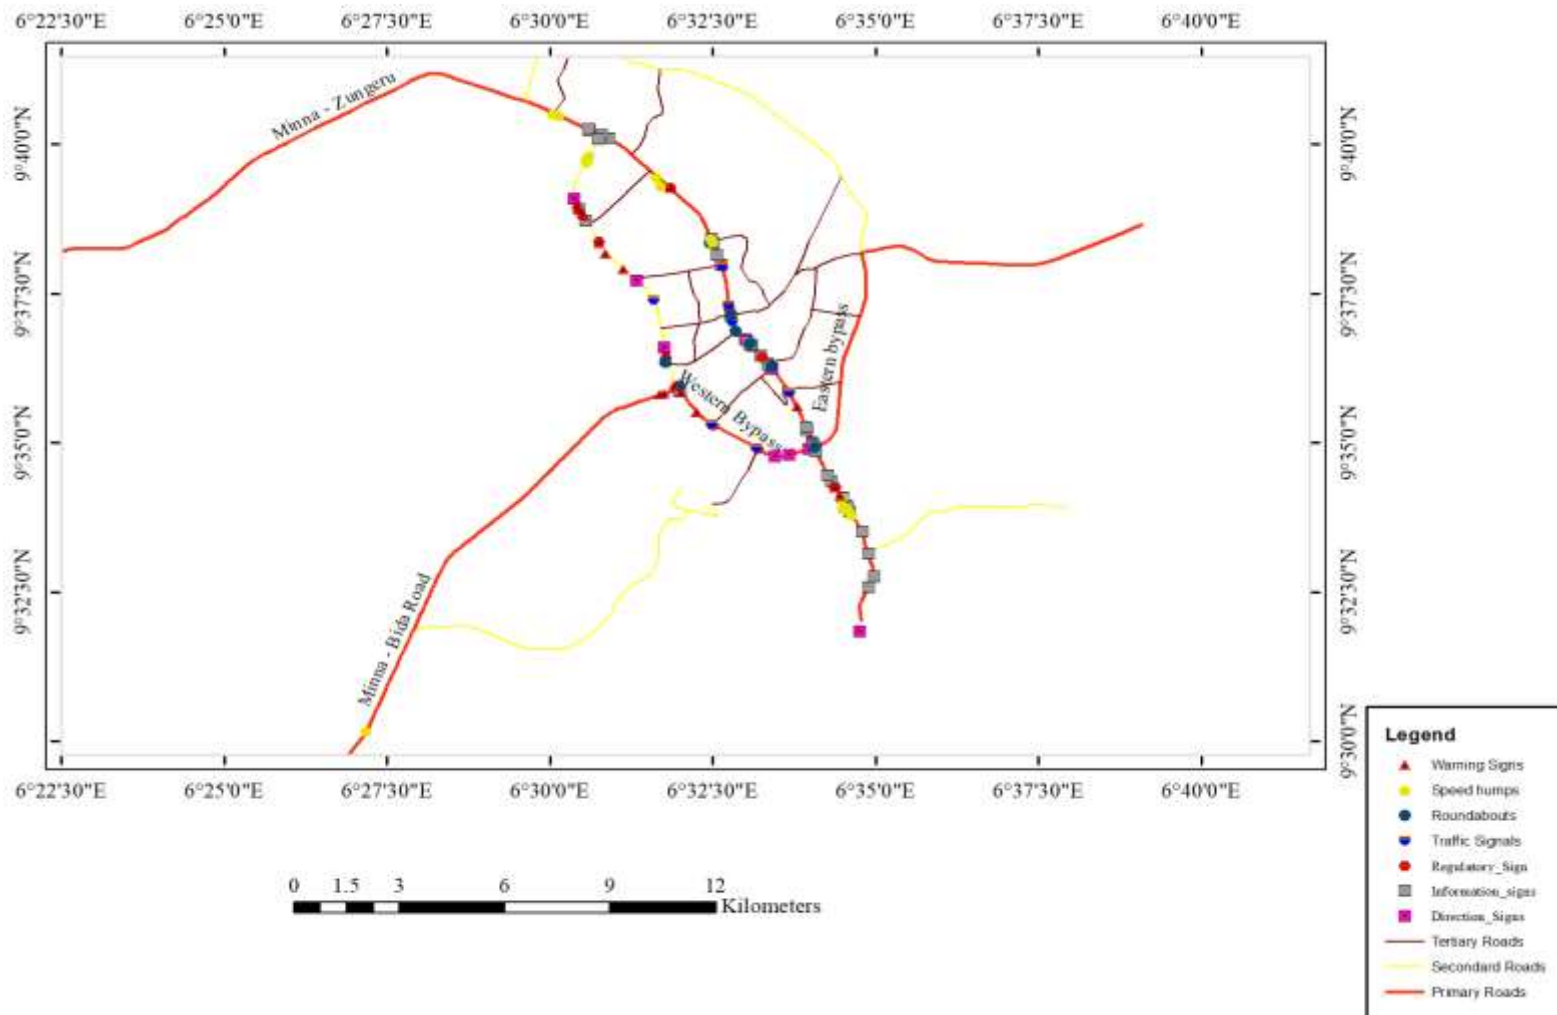 6°22'30"E 6°25'0"E 6°27'30"E 6°30'0"E 6°32'30"E 6°35'0"E 6°37'30"E 6°40'0"E
Minna - Zungeru
9°40'0"N 9°40'0"N
9°37'30"N 9°37'30"N
Eastern bypass
Western Bypass
9°35'0"N 9°35'0"N
9°32'30"N 9°32'30"N
Minna - Bida Road
9°30'0"N
6°22'30"E 6°25'0"E 6°27'30"E 6°30'0"E 6°32'30"E 6°35'0"E 6°37'30"E 6°40'0"E
Legend
Warning Signs
Speed humps
Roundabouts
Traffic Signals
Regulatory_Sign
Information_signs
Direction_Signs
Tertiary Roads
Secondard Roads
Primary Roads
0 1.5 3 6 9 12
Kilometers